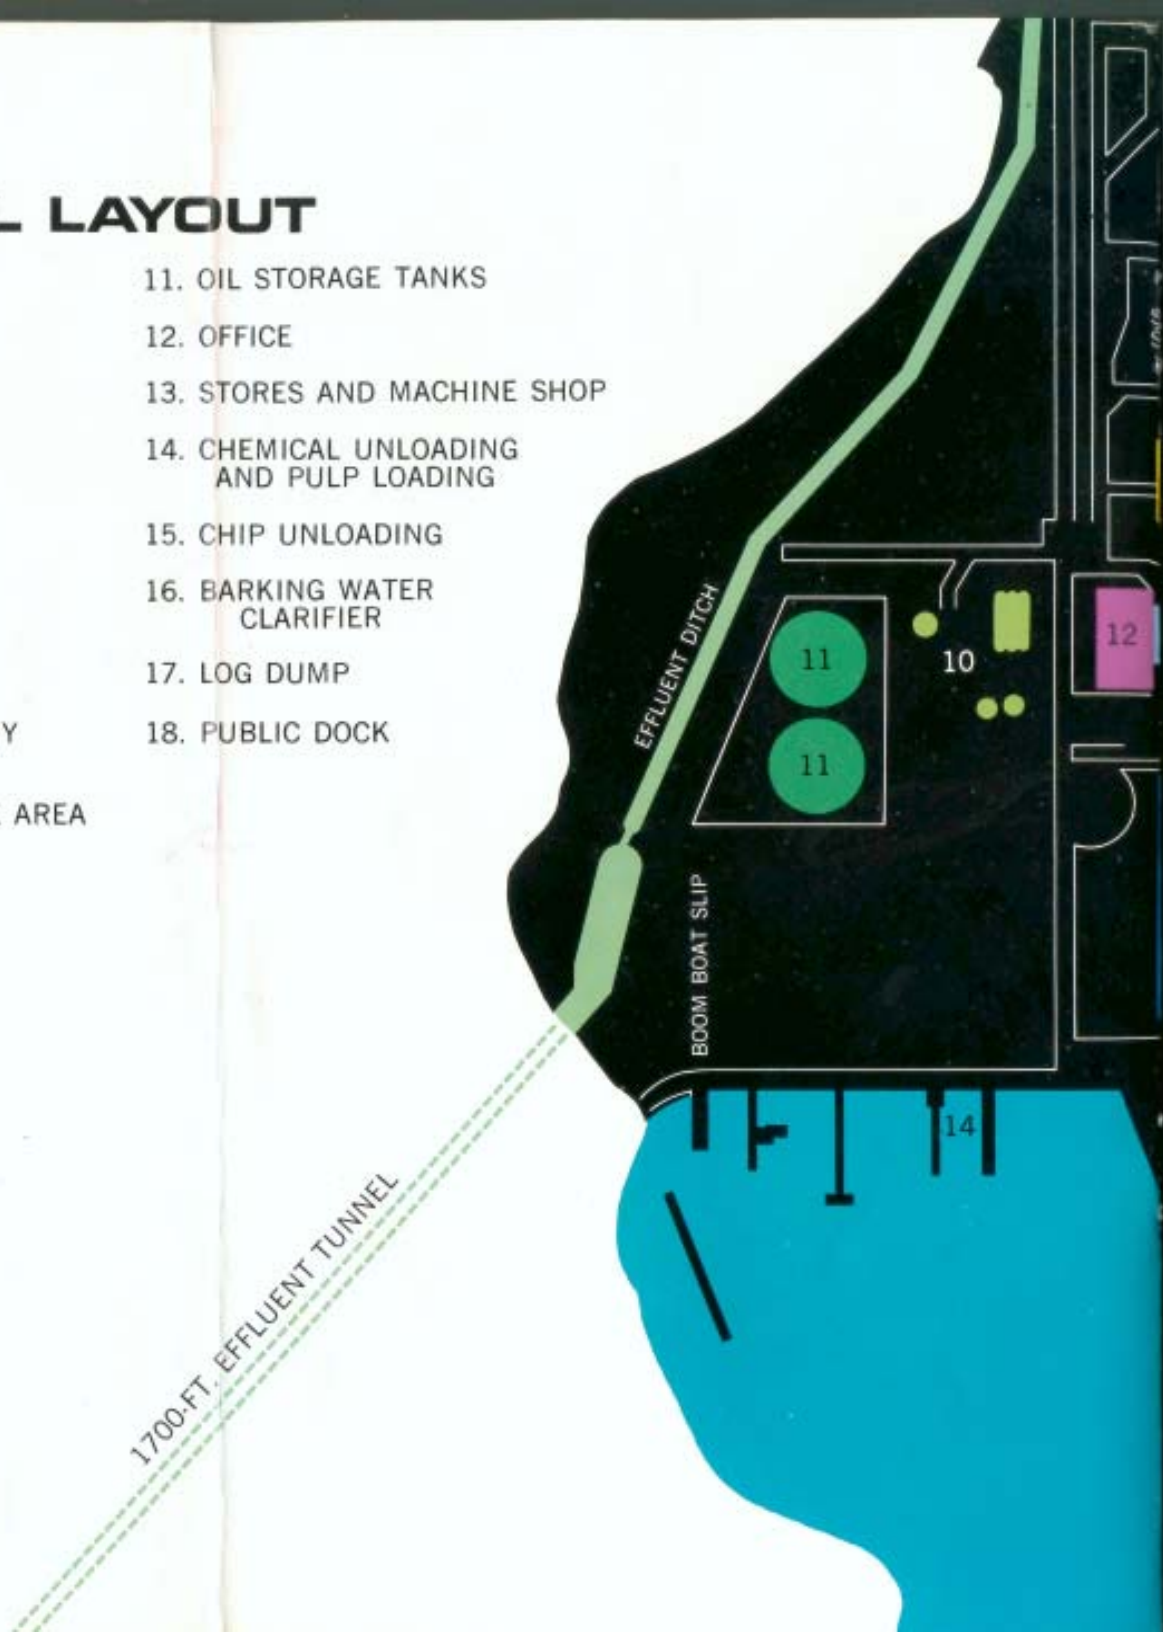 L LAYOUT
11. OIL STORAGE TANKS
12. OFFICE
13. STORES AND MACHINE SHOP
14. CHEMICAL UNLOADING
AND PULP LOADING
15. CHIP UNLOADING
16. BARKING WATER
CLARIFIER
17. LOG DUMP
Y
18. PUBLIC DOCK
AREA
EFFLUENT DITCH
11
11
10
12
BOOM BOAT SLIP
14
1700-FT. EFFLUENT TUNNEL